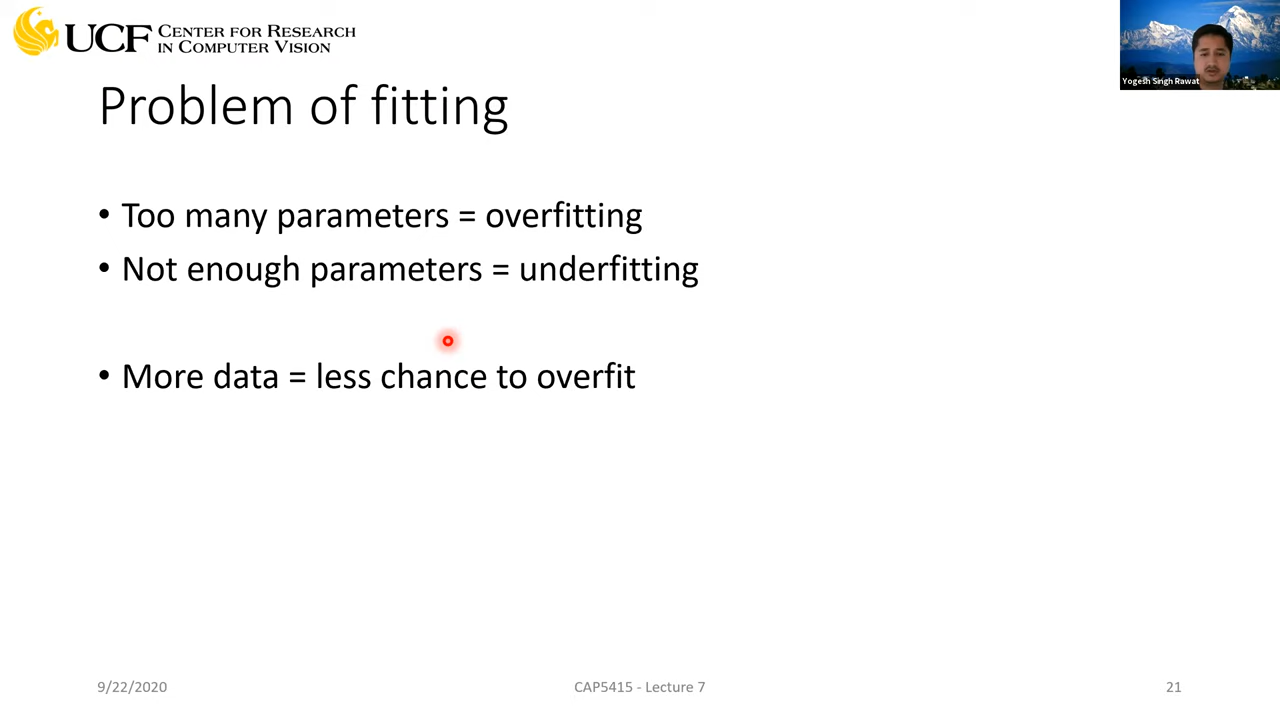 UCF CENTER FOR RESEARCH
IN COMPUTER VISION
Yogesh Singh Rawat
Problem of fitting
• Too many parameters = overfitting
• Not enough parameters = underfitting
• More data = less chance to overfit
9/22/2020
CAP5415 - Lecture 7
21